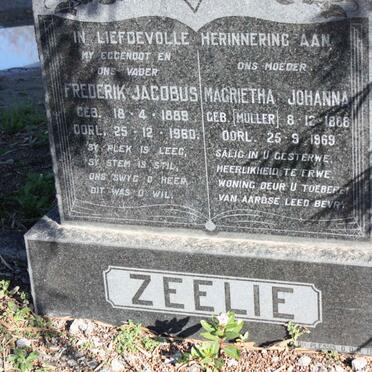 IN LIEFDEVOLLE HERINNERING AAN
MY EGGENOOT EN
ONS VADER
FREDERIK JACOBUS
GEB. 18-4-1889
OORL. 25-12-1960.
SY PLEK IS LEEG,
SY STEM IS STIL,
ONS SWYG O HEER,
DIT WAS U WIL.
ONS MOEDER
MAGRIETHA JOHANNA
GEB. (MULLER) 8-12-1888
OORL. 25-9-1969
SALIG IN U GESTERWE,
HEERLIKHEID TE ERWE,
WONING DEUR U TOEBEREI
VAN AARDSE LEED BEVRY
ZEELIE